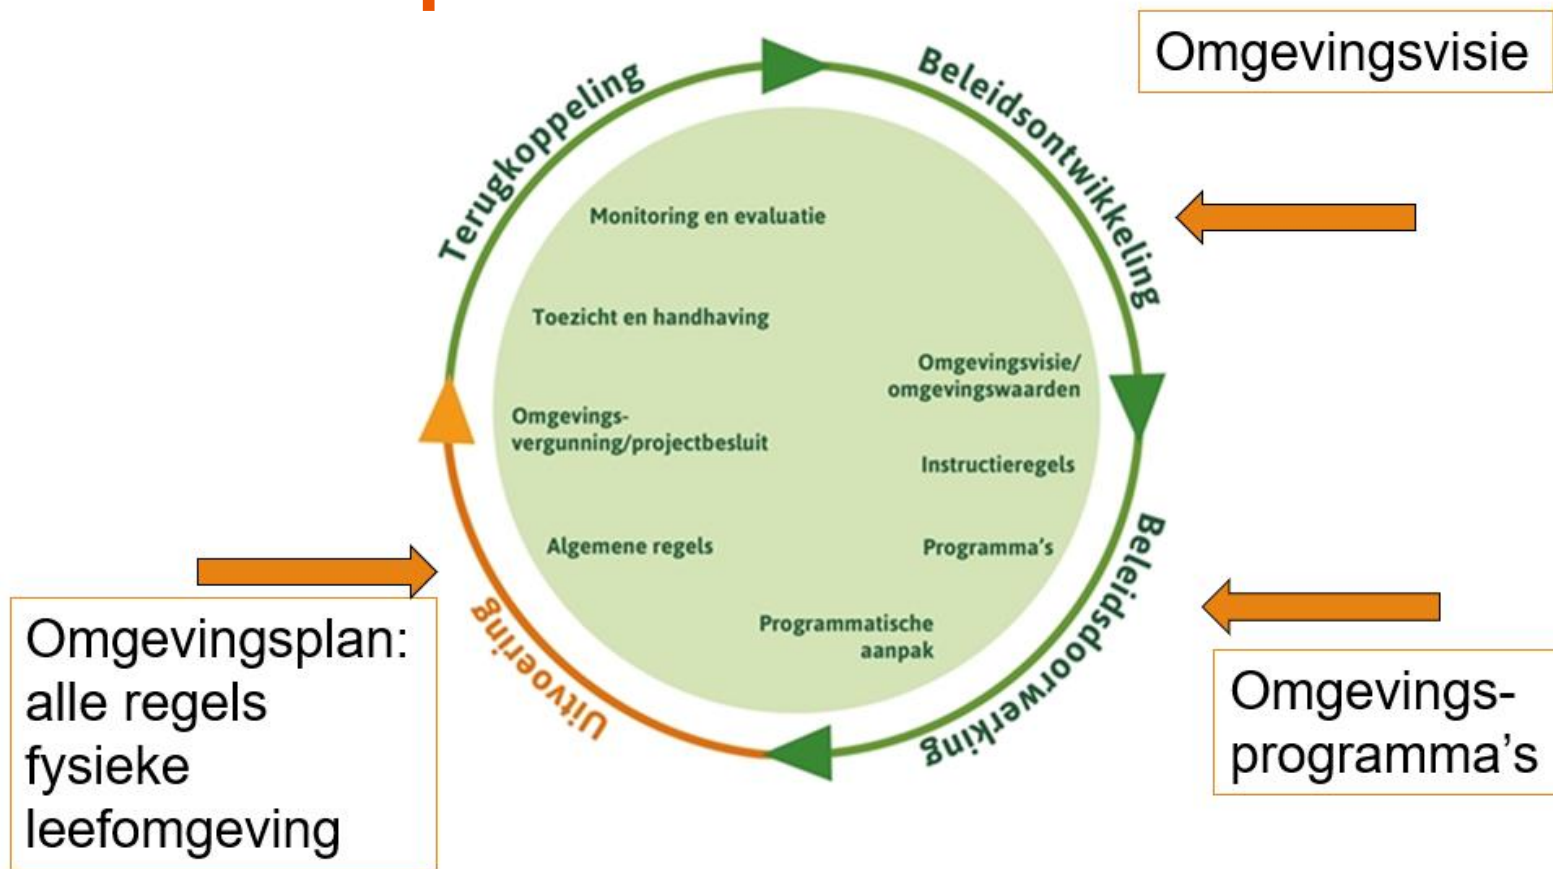 Omgevingsvisie
Beleidsontwikkeling
Terugkoppeling
Monitoring en evaluatie
Toezicht en handhaving
Omgevingsvisie/
omgevingswaarden
Omgevings-
vergunning/projectbesluit
Instructieregels
Algemene regels
Programma's
Programmatische
aanpak
Beleidsdoorwerking
Uitvoering
Omgevingsplan:
alle regels
fysieke
leefomgeving
Omgevings-
programma's